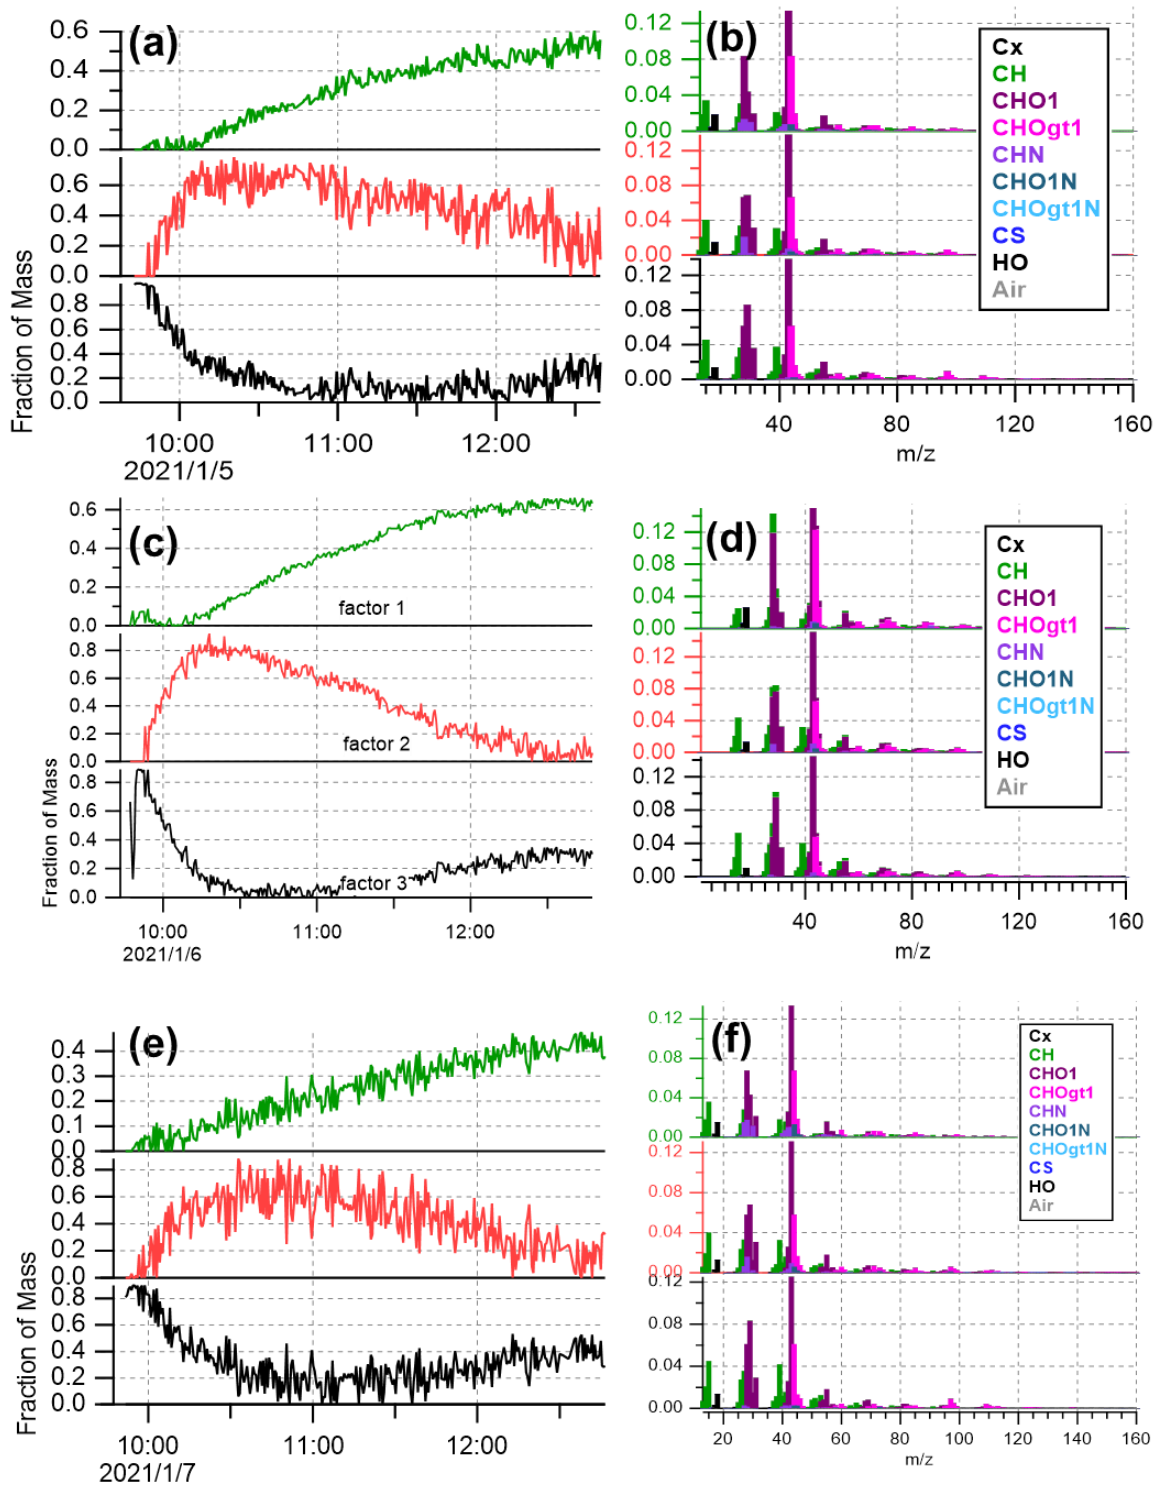 (a)
0.6
0.4
0.2
0.0
0.6
0.4
0.2
0.0
0.8
0.6
0.4
0.2
0.0
Fraction of Mass
10:00 11:00 12:00
2021/1/5
(b)
0.12
0.08
0.04
0.00
0.12
0.08
0.04
0.00
0.12
0.08
0.04
0.00
40 80 120 160
m/z
Cx
CH
CHO1
CHOgt1
CHN
CHO1N
CHOgt1N
CS
HO
Air
(c)
0.6
0.4
0.2
0.0
factor 1
0.8
0.6
0.4
0.2
0.0
factor 2
0.8
0.6
0.4
0.2
0.0
factor 3
Fraction of Mass
10:00 11:00 12:00
2021/1/6
(d)
0.12
0.08
0.04
0.00
0.12
0.08
0.04
0.00
0.12
0.08
0.04
0.00
40 80 120 160
m/z
Cx
CH
CHO1
CHOgt1
CHN
CHO1N
CHOgt1N
CS
HO
Air
(e)
0.4
0.3
0.2
0.1
0.0
0.8
0.6
0.4
0.2
0.0
0.8
0.6
0.4
0.2
0.0
Fraction of Mass
10:00 11:00 12:00
2021/1/7
(f)
0.12
0.08
0.04
0.00
0.12
0.08
0.04
0.00
0.12
0.08
0.04
0.00
20 40 60 80 100 120 140 160
m/z
Cx
CH
CHO1
CHOgt1
CHN
CHO1N
CHOgt1N
CS
HO
Air